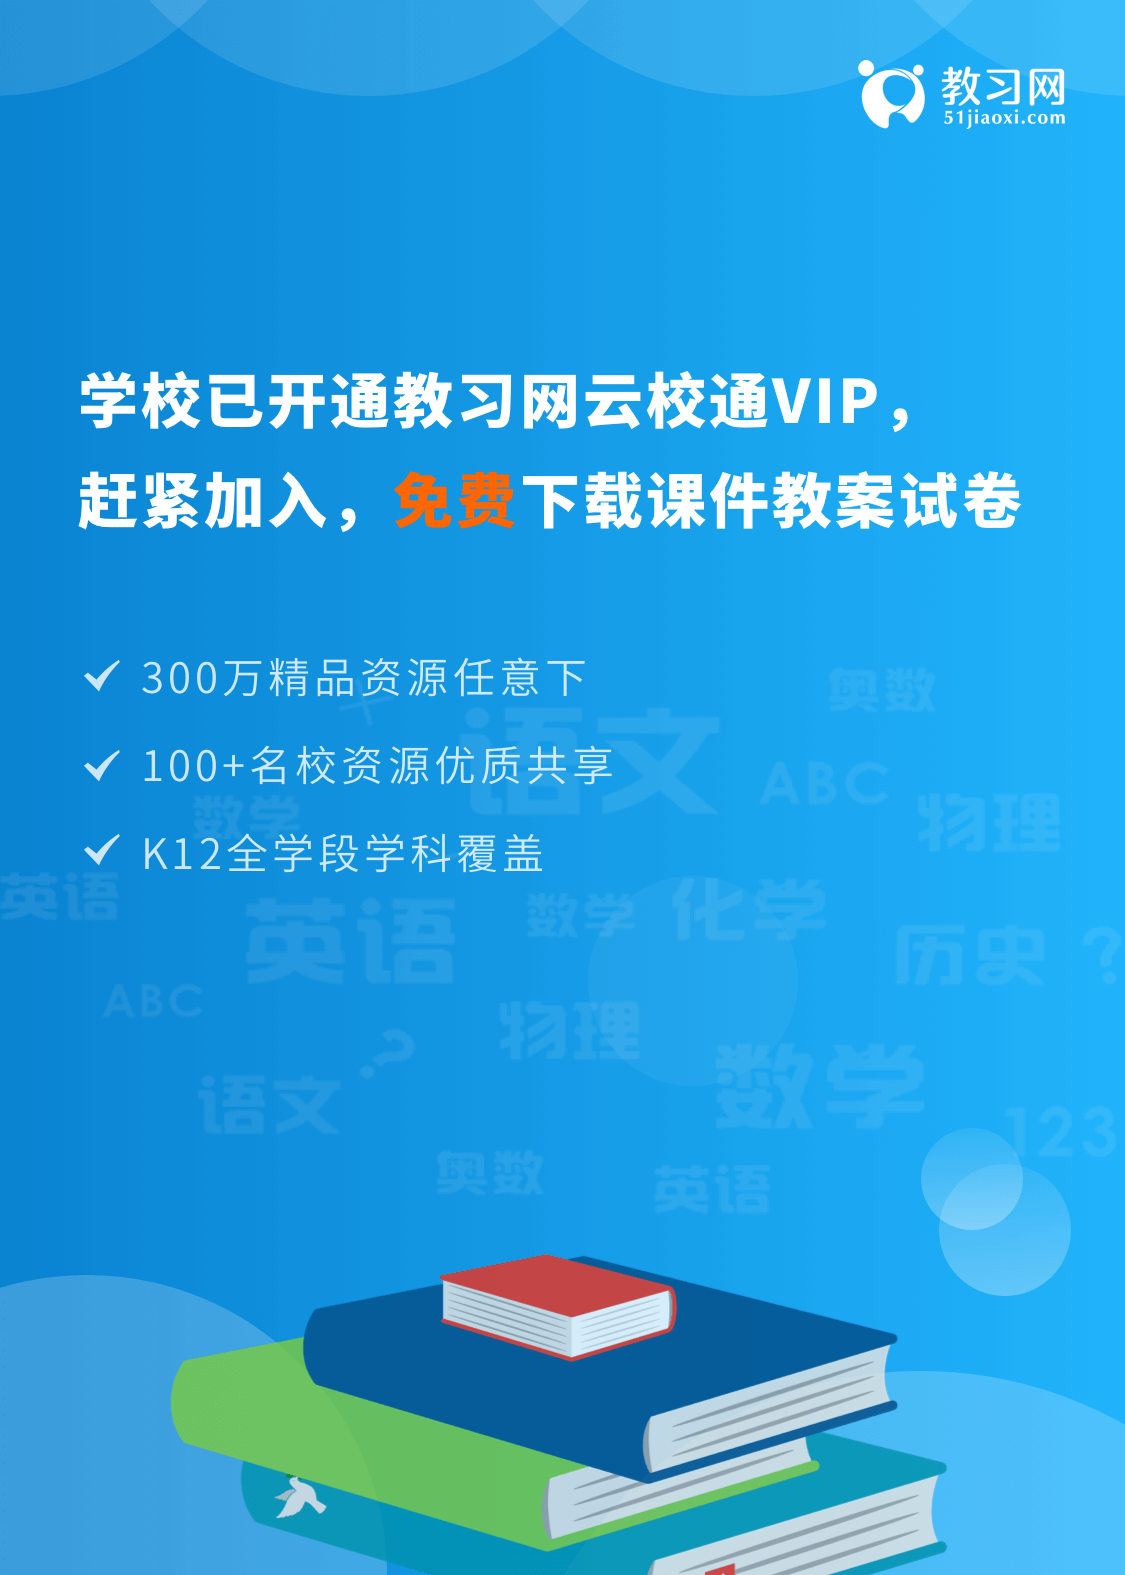 教习网
51jiaoxi.com
学校已开通教习网云校通VIP，
赶紧加入，免费下载课件教案试卷
300万精品资源任意下
100+名校资源优质共享
K12全学段学科覆盖
奥数
语文
ABC
数学
物理
英语
英语
数学
化学
历史
?
ABC
物理
?
数学
语文
123
奥数
英语